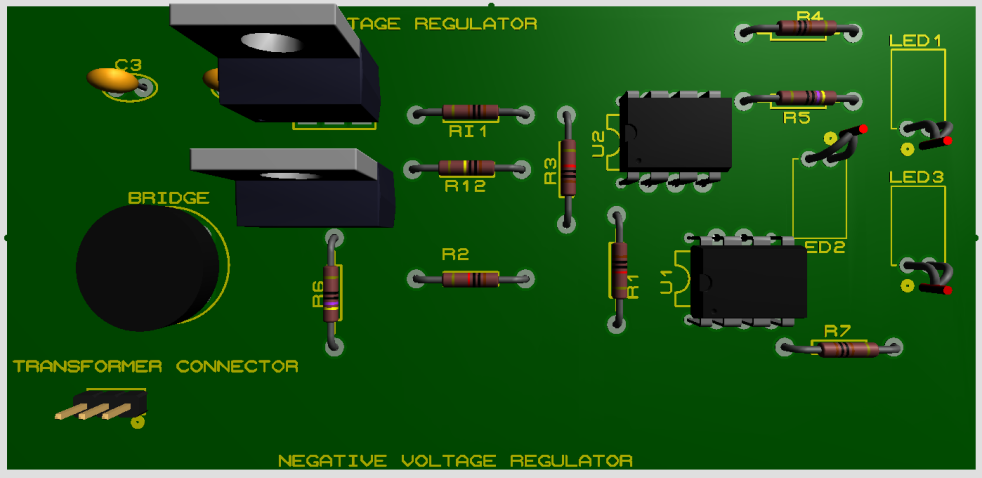 TAGE REGULATOR
R4
LED1
C3
R5
RI1
U2
R3
R12
LED3
BRIDGE
ED2
R2
U1
R1
R6
R7
TRANSFORMER CONNECTOR
NEGATIVE VOLTAGE REGULATOR